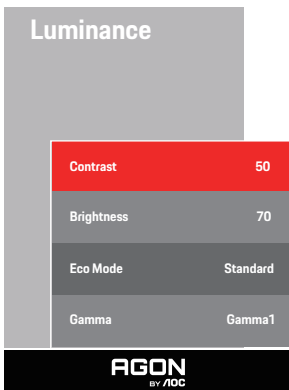 Luminance
Contrast 50
Brightness 70
Eco Mode Standard
Gamma Gamma1
AGON
BY AOC